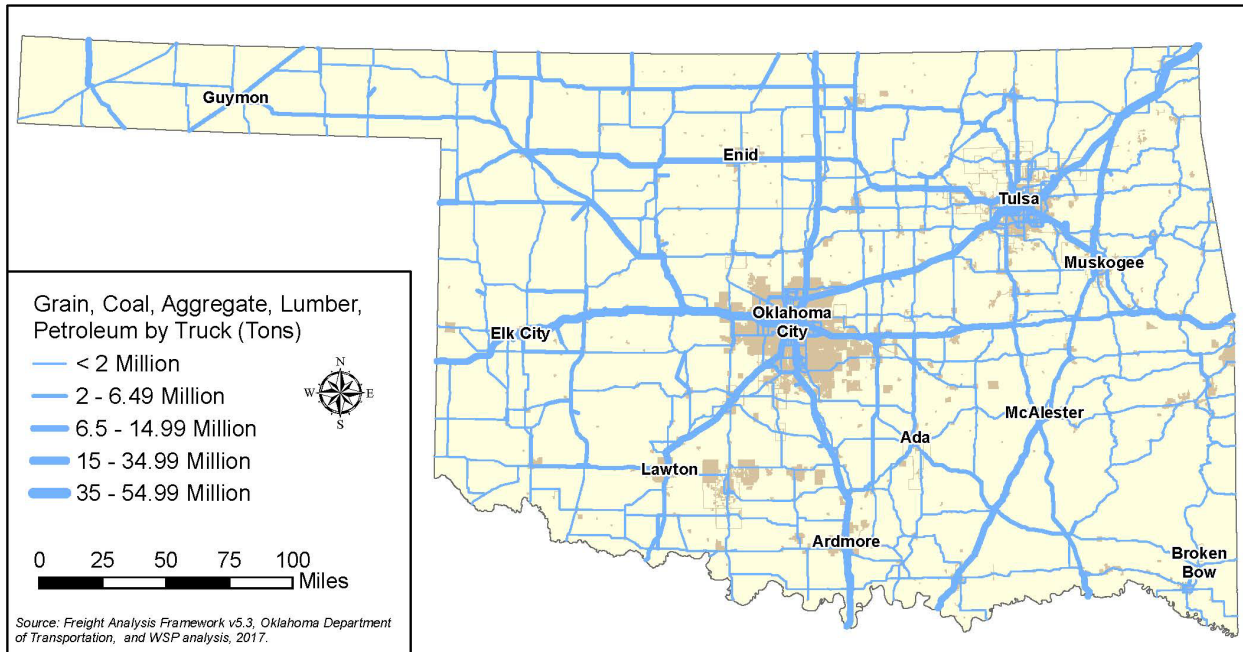 Guymon
Enid
Tulsa
Muskogee
Oklahoma
City
Elk City
McAlester
Ada
Lawton
Ardmore
Broken
Bow
Grain, Coal, Aggregate, Lumber,
Petroleum by Truck (Tons)
< 2 Million
2 - 6.49 Million
6.5 - 14.99 Million
15 - 34.99 Million
35 - 54.99 Million
N
W E
S
0 25 50 75 100
Miles
Source: Freight Analysis Framework v5.3, Oklahoma Department
of Transportation, and WSP analysis, 2017.